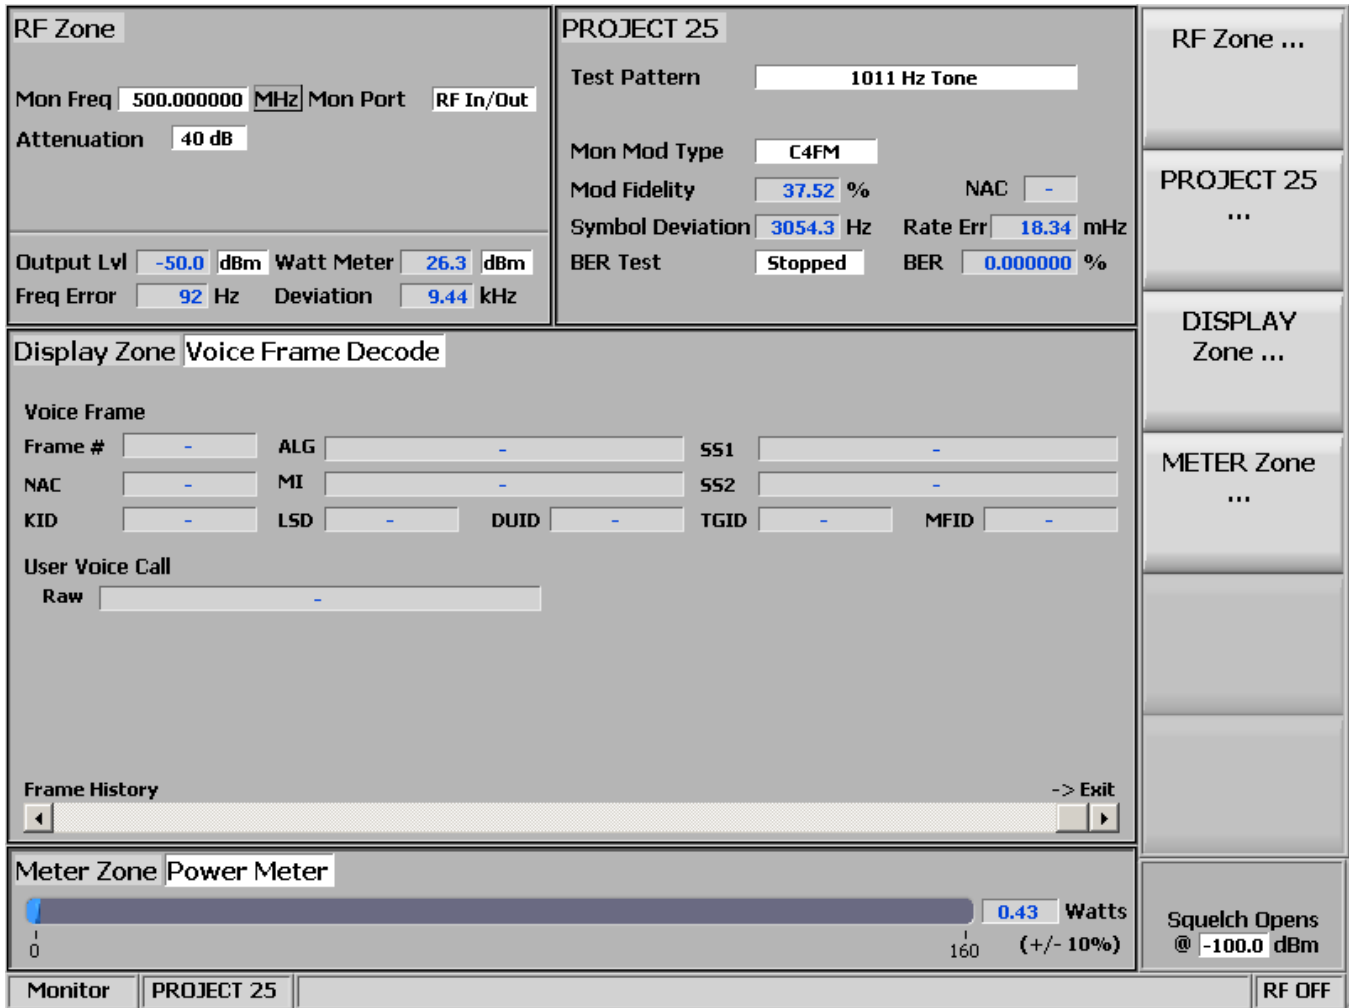 RF Zone
Mon Freq 500.000000 MHz Mon Port RF In/Out
Attenuation 40 dB
Output Lvl -50.0 dBm Watt Meter 26.3 dBm
Freq Error 92 Hz Deviation 9.44 kHz
PROJECT 25
Test Pattern 1011 Hz Tone
Mon Mod Type C4FM
Mod Fidelity 37.52 % NAC -
Symbol Deviation 3054.3 Hz Rate Err 18.34 mHz
BER Test Stopped BER 0.000000 %
Display Zone Voice Frame Decode
Voice Frame
Frame # - ALG - SS1 -
NAC - MI - SS2 -
KID - LSD - DUID - TGID - MFID -
User Voice Call
Raw -
Frame History -> Exit
Meter Zone Power Meter
0.43 Watts
0 160 (+/- 10%)
RF Zone ...
PROJECT 25
...
DISPLAY
Zone ...
METER Zone
...
Squelch Opens
@ -100.0 dBm
Monitor PROJECT 25 RF OFF